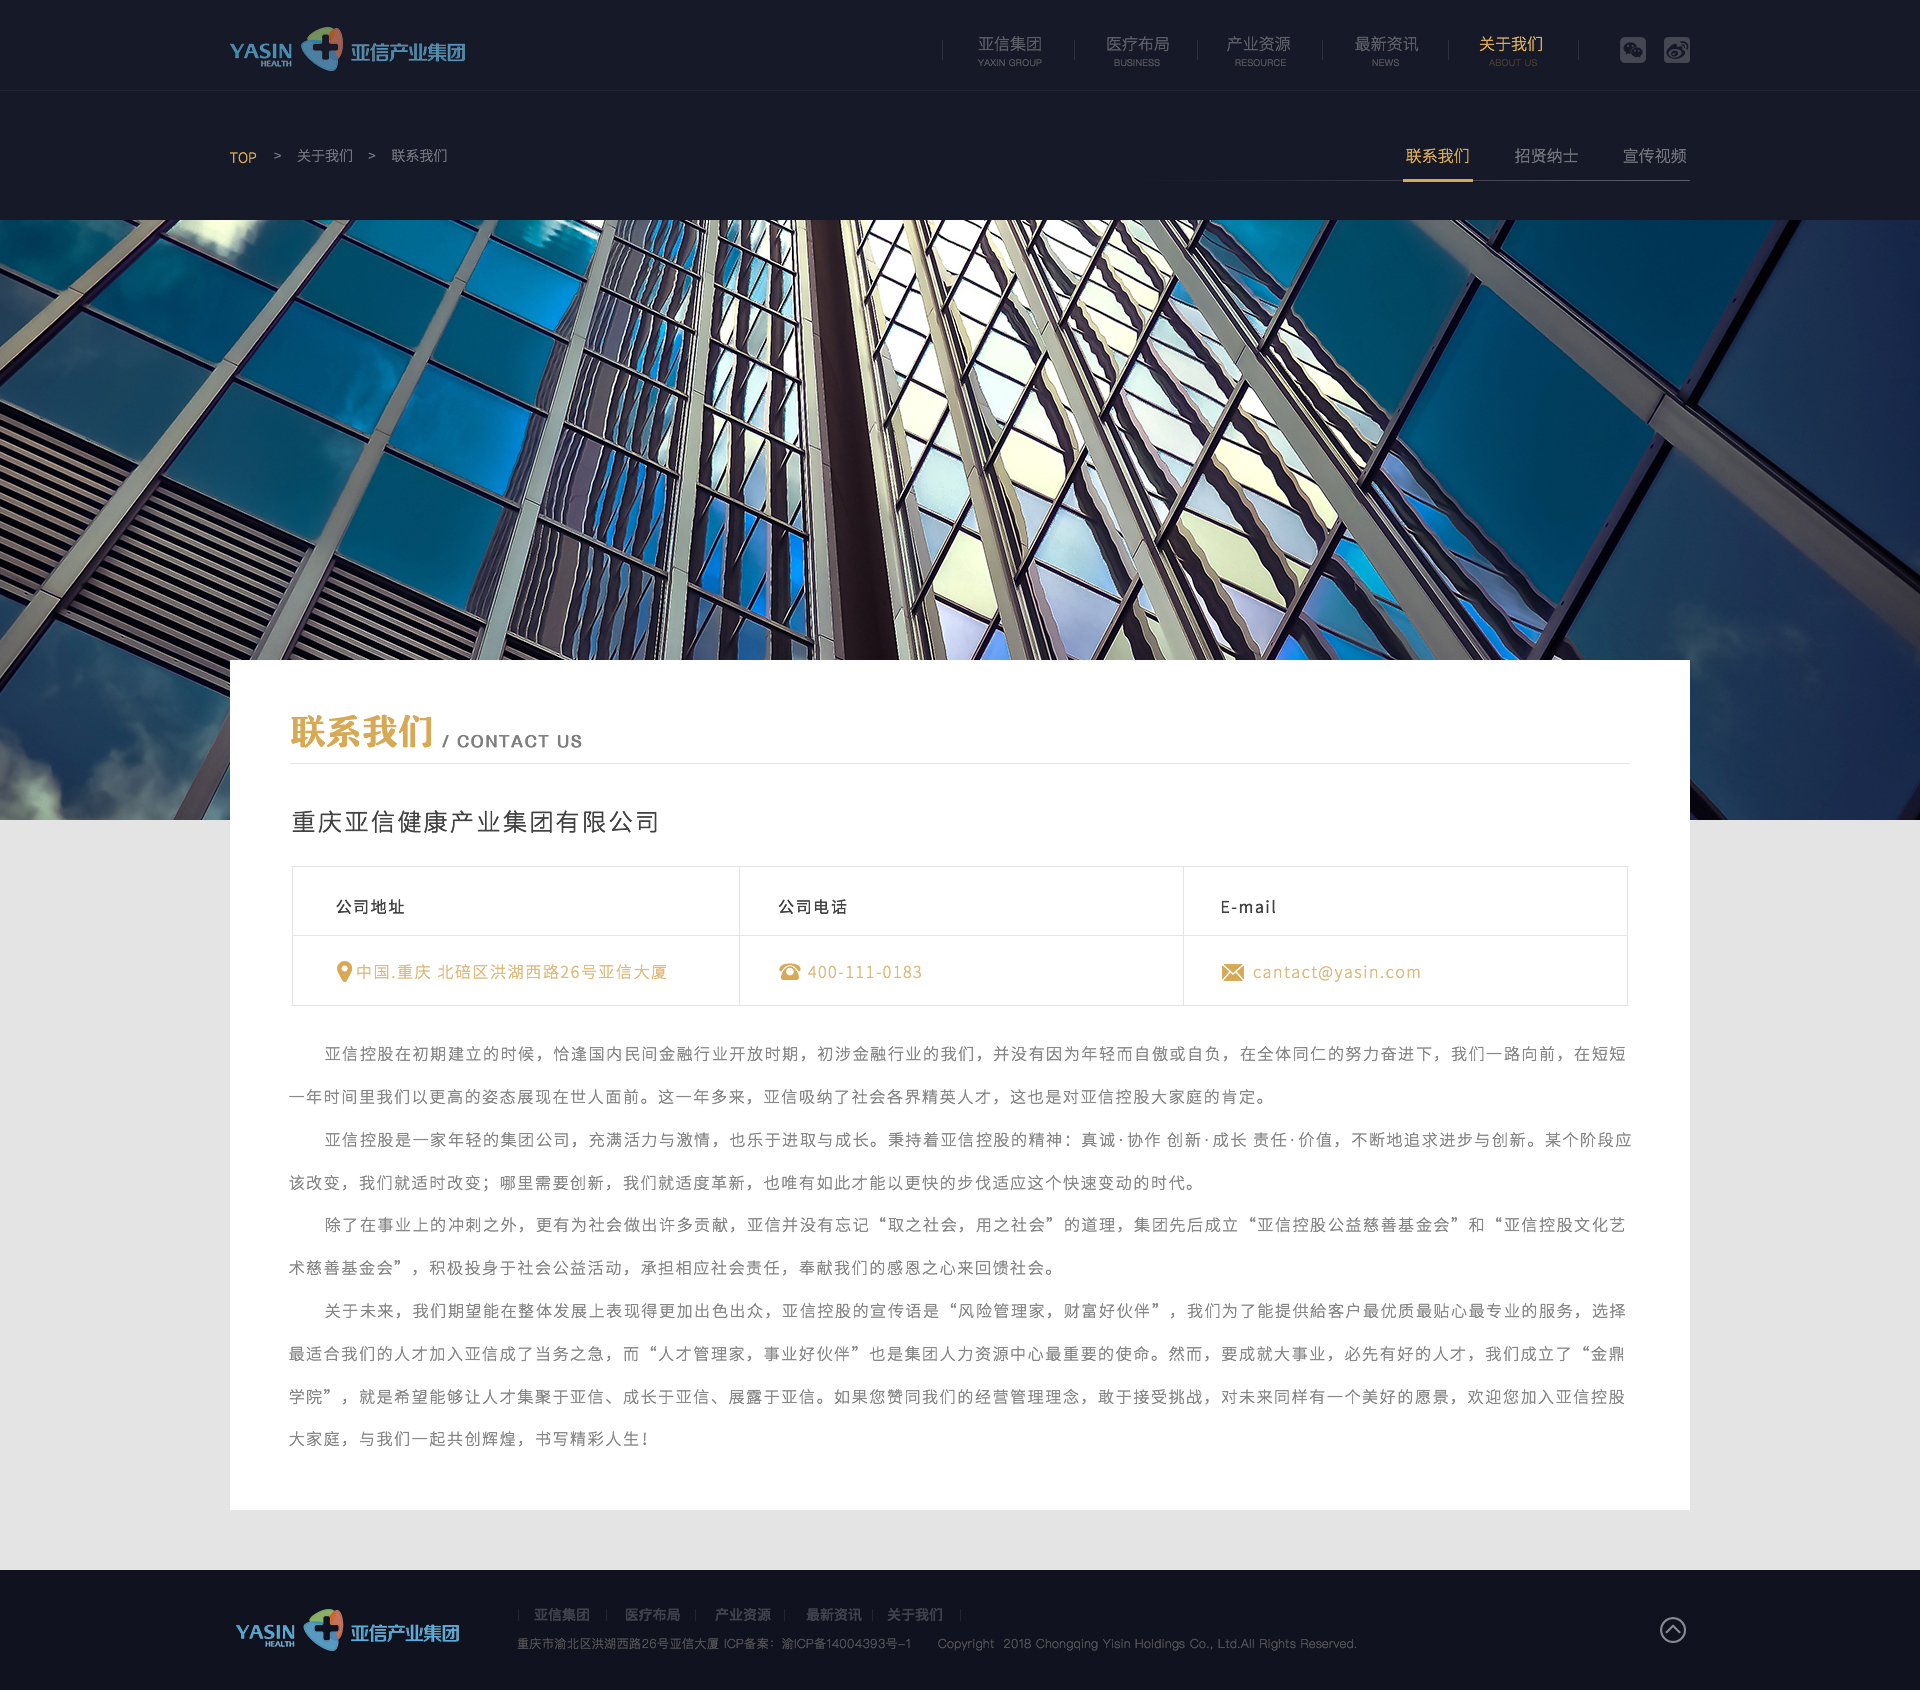 YASIN
HEALTH
亚信产业集团
亚信集团 医疗布局 产业资源 最新资讯 关于我们
YAXIN GROUP BUSINESS RESOURCE NEWS ABOUT US
TOP > 关于我们 > 联系我们
联系我们 招贤纳士 宣传视频
联系我们 / CONTACT US
重庆亚信健康产业集团有限公司
公司地址 公司电话 E-mail
中国.重庆 北碚区洪湖西路26号亚信大厦 400-111-0183 cantact@yasin.com
亚信控股在初期建立的时候，恰逢国内民间金融行业开放时期，初涉金融行业的我们，并没有因为年轻而自傲或自负，在全体同仁的努力奋进下，我们一路向前，在短短
一年时间里我们以更高的姿态展现在世人面前。这一年多来，亚信吸纳了社会各界精英人才，这也是对亚信控股大家庭的肯定。
亚信控股是一家年轻的集团公司，充满活力与激情，也乐于进取与成长。秉持着亚信控股的精神：真诚·协作 创新·成长 责任·价值，不断地追求进步与创新。某个阶段应
该改变，我们就适时改变；哪里需要创新，我们就适度革新，也唯有如此才能以更快的步伐适应这个快速变动的时代。
除了在事业上的冲刺之外，更有为社会做出许多贡献，亚信并没有忘记“取之社会，用之社会”的道理，集团先后成立“亚信控股公益慈善基金会”和“亚信控股文化艺
术慈善基金会”，积极投身于社会公益活动，承担相应社会责任，奉献我们的感恩之心来回馈社会。
关于未来，我们期望能在整体发展上表现得更加出色出众，亚信控股的宣传语是“风险管理家，财富好伙伴”，我们为了能提供給客户最优质最贴心最专业的服务，选择
最适合我们的人才加入亚信成了当务之急，而“人才管理家，事业好伙伴”也是集团人力资源中心最重要的使命。然而，要成就大事业，必先有好的人才，我们成立了“金鼎
学院”，就是希望能够让人才集聚于亚信、成长于亚信、展露于亚信。如果您赞同我们的经营管理理念，敢于接受挑战，对未来同样有一个美好的愿景，欢迎您加入亚信控股
大家庭，与我们一起共创辉煌，书写精彩人生！
YASIN
HEALTH
亚信产业集团
亚信集团 医疗布局 产业资源 最新资讯 关于我们
重庆市渝北区洪湖西路26号亚信大厦 ICP备案：渝ICP备14004393号-1 Copyright 2018 Chongqing Yisin Holdings Co., Ltd.All Rights Reserved.